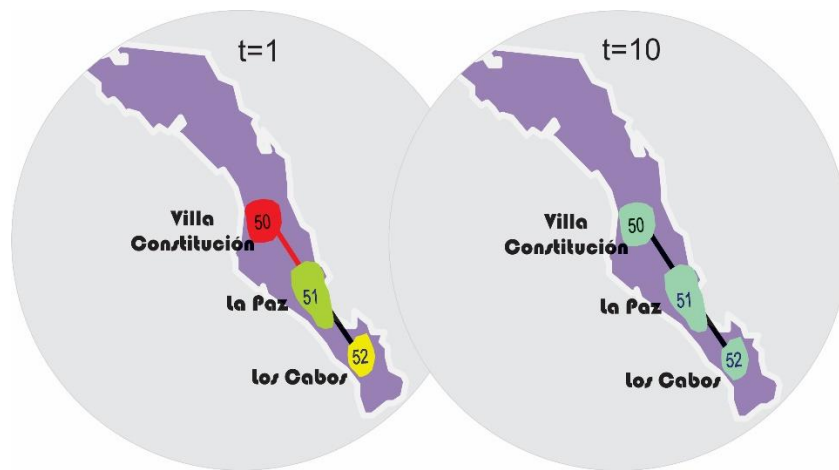 t=1
50
Villa
Constitución
51
La Paz
52
Los Cabos
t=10
50
Villa
Constitución
51
La Paz
52
Los Cabos